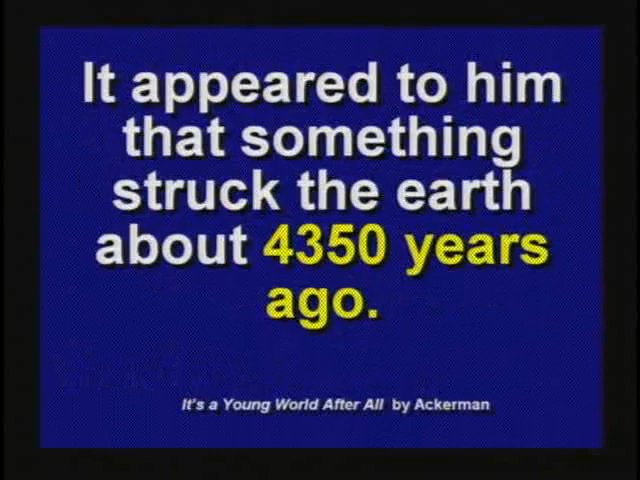 It appeared to him
that something
struck the earth
about 4350 years
ago.
It's a Young World After All by Ackerman